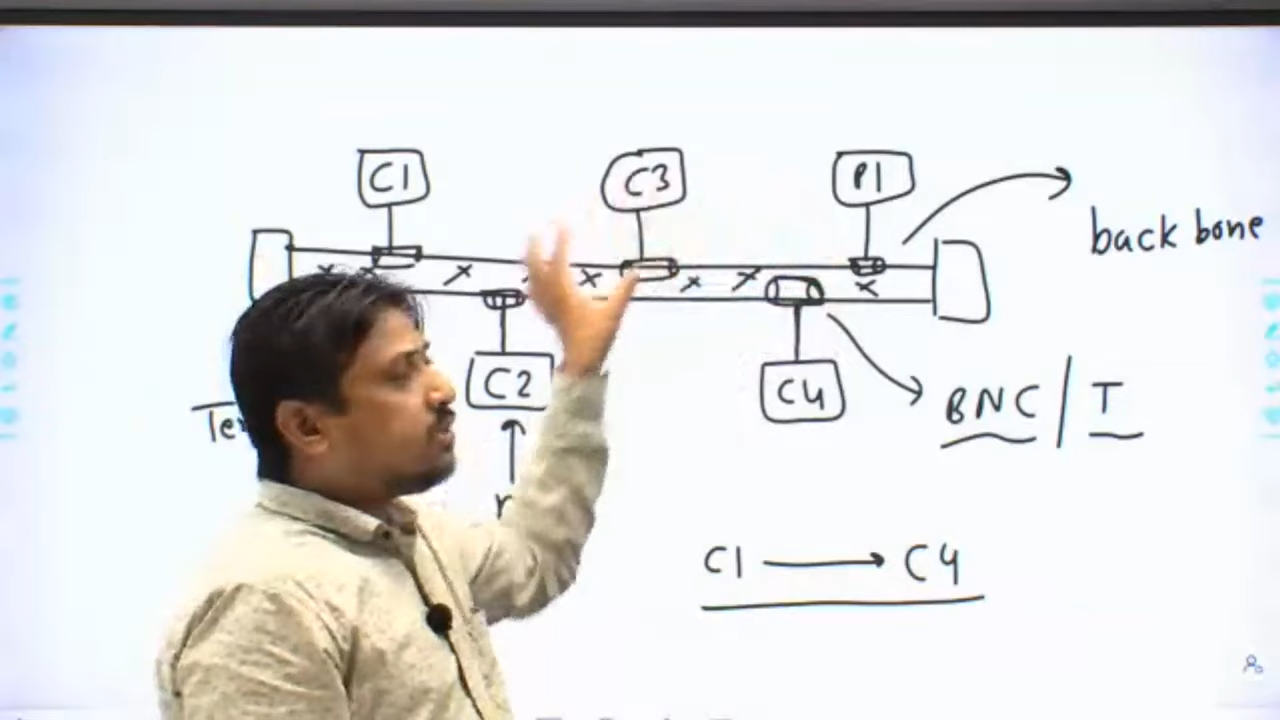 C1
C3
P1
back bone
C2
C4
BNC / T
C1 → C4